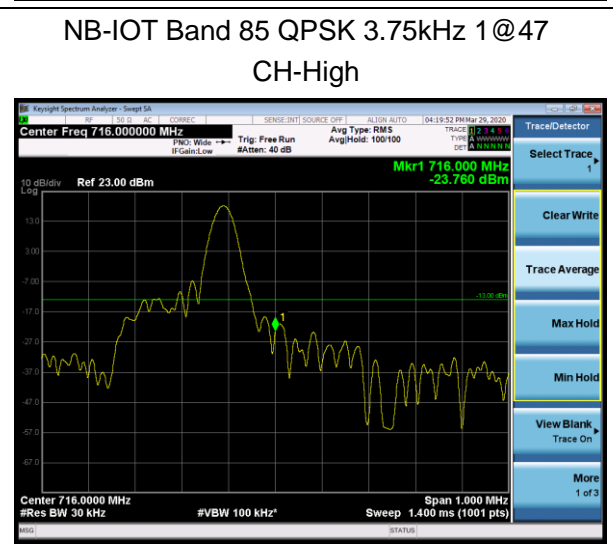 NB-IOT Band 85 QPSK 3.75kHz 1@47
CH-High
Keysight Spectrum Analyzer - Swept SA
RF 50 Ω AC CORREC SENSE:INT SOURCE OFF ALIGN AUTO 04:19:52 PM Mar 29, 2020
Center Freq 716.000000 MHz
PNO: Wide
IFGain:Low
Trig: Free Run
#Atten: 40 dB
Avg Type: RMS
Avg|Hold: 100/100
TRACE 1 2 3 4 5 6
TYPE A WWWWW
DET A N N N N N
Mkr1 716.000 MHz
-23.760 dBm
10 dB/div Ref 23.00 dBm
Log
13.0
3.00
-7.00
-13.00 dBm
-17.0
1
-27.0
-37.0
-47.0
-57.0
-67.0
Center 716.0000 MHz Span 1.000 MHz
#Res BW 30 kHz #VBW 100 kHz* Sweep 1.400 ms (1001 pts)
MSG STATUS
Trace/Detector
Select Trace
1
Clear Write
Trace Average
Max Hold
Min Hold
View Blank
Trace On
More
1 of 3